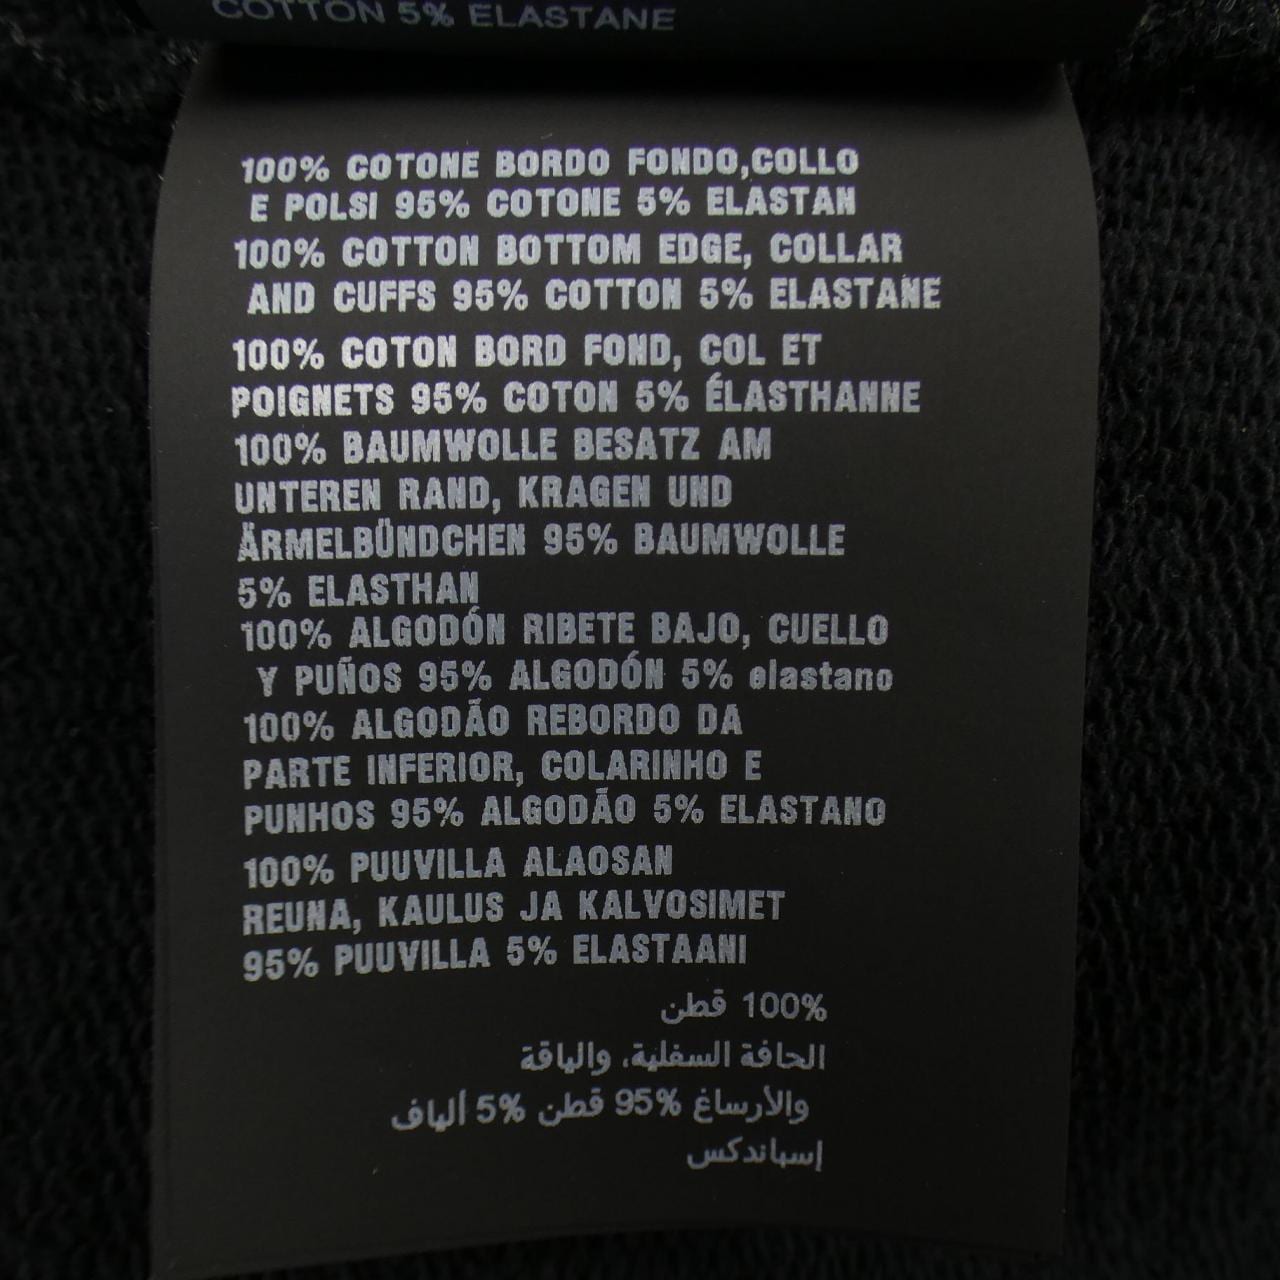 COTTON 5% ELASTANE
100% COTONE BORDO FONDO,COLLO
E POLSI 95% COTONE 5% ELASTAN
100% COTTON BOTTOM EDGE, COLLAR
AND CUFFS 95% COTTON 5% ELASTANE
100% COTON BORD FOND, COL ET
POIGNETS 95% COTON 5% ÉLASTHANNE
100% BAUMWOLLE BESATZ AM
UNTEREN RAND, KRAGEN UND
ÄRMELBÜNDCHEN 95% BAUMWOLLE
5% ELASTHAN
100% ALGODÓN RIBETE BAJO, CUELLO
Y PUÑOS 95% ALGODÓN 5% elastano
100% ALGODÃO REBORDO DA
PARTE INFERIOR, COLARINHO E
PUNHOS 95% ALGODÃO 5% ELASTANO
100% PUUVILLA ALAOSAN
REUNA, KAULUS JA KALVOSIMET
95% PUUVILLA 5% ELASTAANI
100% قطن
الحافة السفلية، والياقة
والأرساغ 95% قطن 5% ألياف
إسباندكس